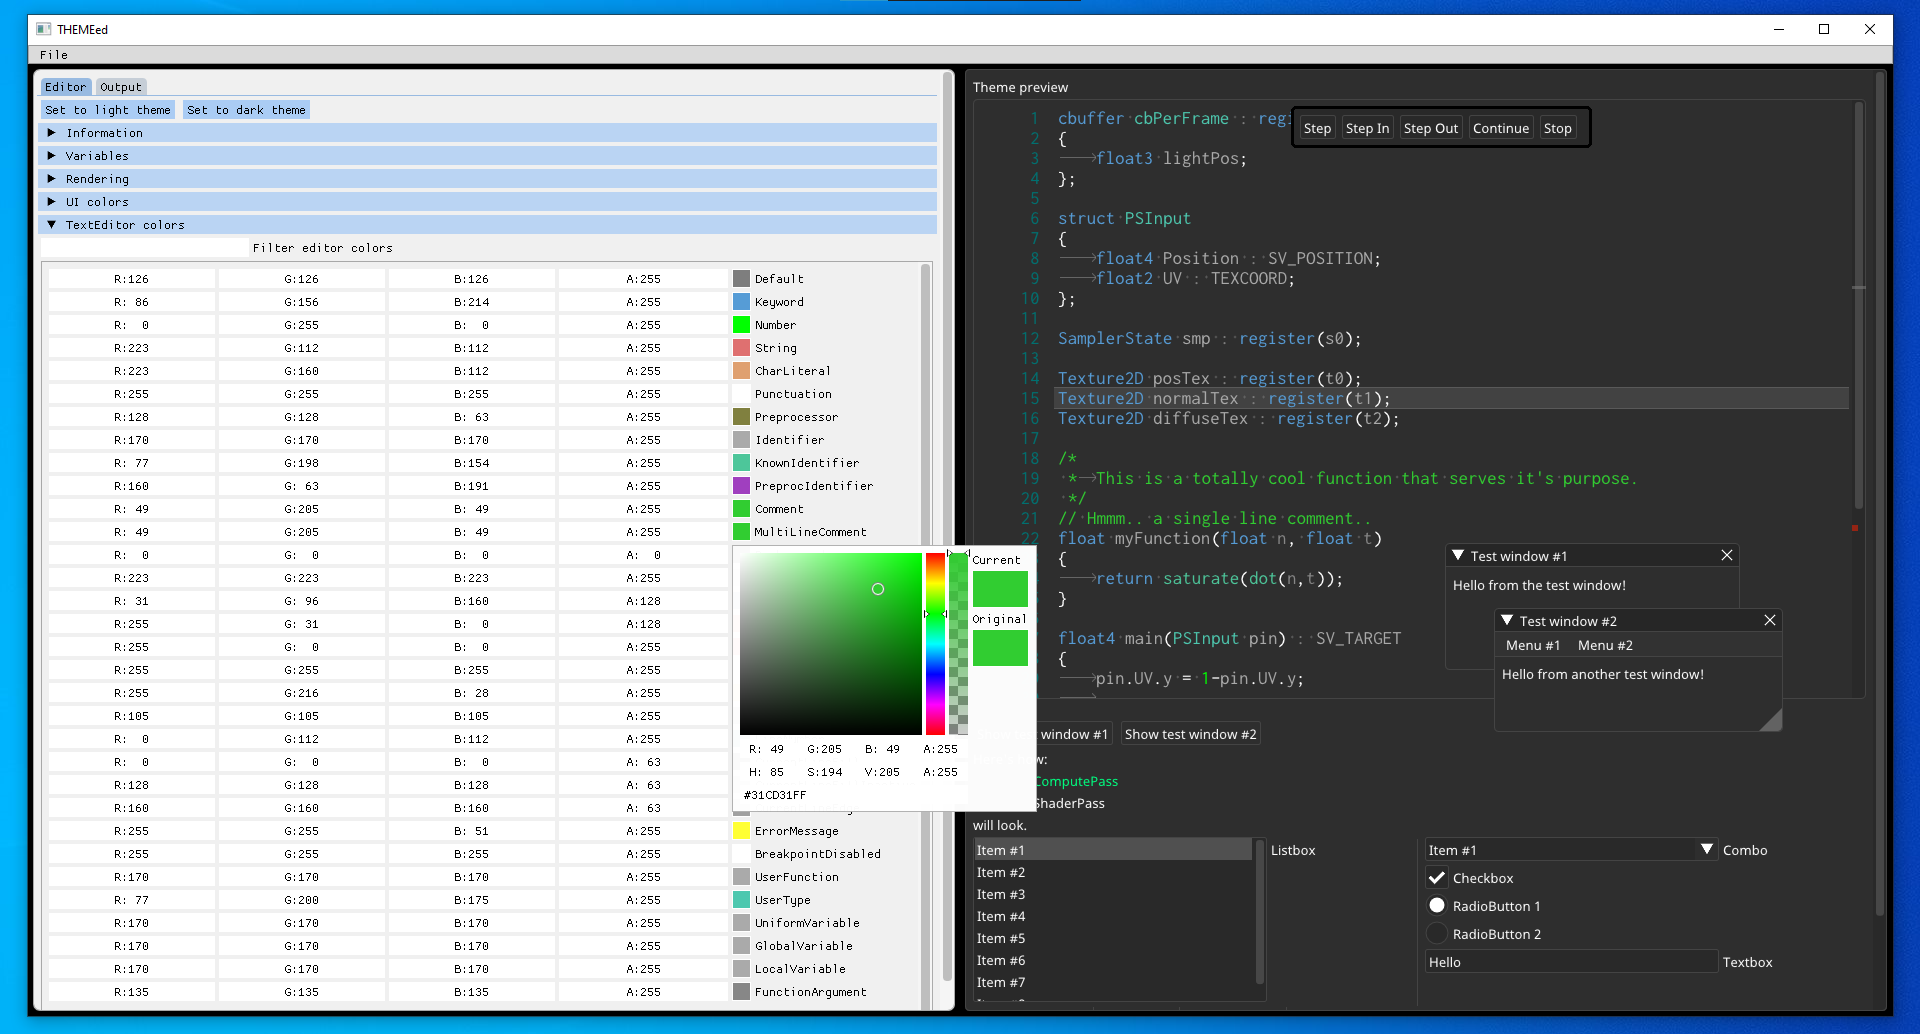 THEMEed
File
Editor Output
Set to light theme Set to dark theme
Information
Variables
Rendering
UI colors
TextEditor colors
Filter editor colors
R:126 G:126 B:126 A:255 Default
R: 86 G:156 B:214 A:255 Keyword
R: 0 G:255 B: 0 A:255 Number
R:223 G:112 B:112 A:255 String
R:223 G:160 B:112 A:255 CharLiteral
R:255 G:255 B:255 A:255 Punctuation
R:128 G:128 B: 63 A:255 Preprocessor
R:170 G:170 B:170 A:255 Identifier
R: 77 G:198 B:154 A:255 KnownIdentifier
R:160 G: 63 B:191 A:255 PreprocIdentifier
R: 49 G:205 B: 49 A:255 Comment
R: 49 G:205 B: 49 A:255 MultiLineComment
R: 0 G: 0 B: 0 A: 0
R:223 G:223 B:223 A:255
R: 31 G: 96 B:160 A:128
R:255 G: 31 B: 0 A:128
R:255 G: 0 B: 0 A:255
R:255 G:255 B:255 A:255
R:255 G:216 B: 28 A:255
R:105 G:105 B:105 A:255
R: 0 G:112 B:112 A:255
R: 0 G: 0 B: 0 A: 63
R:128 G:128 B:128 A: 63
R:160 G:160 B:160 A: 63
R:255 G:255 B: 51 A:255 ErrorMessage
R:255 G:255 B:255 A:255 BreakpointDisabled
R:170 G:170 B:170 A:255 UserFunction
R: 77 G:200 B:175 A:255 UserType
R:170 G:170 B:170 A:255 UniformVariable
R:170 G:170 B:170 A:255 GlobalVariable
R:170 G:170 B:170 A:255 LocalVariable
R:135 G:135 B:135 A:255 FunctionArgument
Current
Original
R: 49 G:205 B: 49 A:255
H: 85 S:194 V:205 A:255
#31CD31FF
Theme preview
1 cbuffer cbPerFrame : regi
Step Step In Step Out Continue Stop
2 {
3 float3 lightPos;
4 };
5
6 struct PSInput
7 {
8 float4 Position : SV_POSITION;
9 float2 UV : TEXCOORD;
10 };
11
12 SamplerState smp : register(s0);
13
14 Texture2D posTex : register(t0);
15 Texture2D normalTex : register(t1);
16 Texture2D diffuseTex : register(t2);
17
18 /*
19 * This is a totally cool function that serves it's purpose.
20 */
21 // Hmmm.. a single line comment..
22 float myFunction(float n, float t)
{
return saturate(dot(n,t));
}
float4 main(PSInput pin) : SV_TARGET
{
pin.UV.y = 1-pin.UV.y;
Test window #1
Hello from the test window!
Test window #2
Menu #1 Menu #2
Hello from another test window!
window #1 Show test window #2
w:
ComputePass
ShaderPass
will look.
Item #1
Item #2
Item #3
Item #4
Item #5
Item #6
Item #7
Listbox
Item #1 Combo
Checkbox
RadioButton 1
RadioButton 2
Hello Textbox